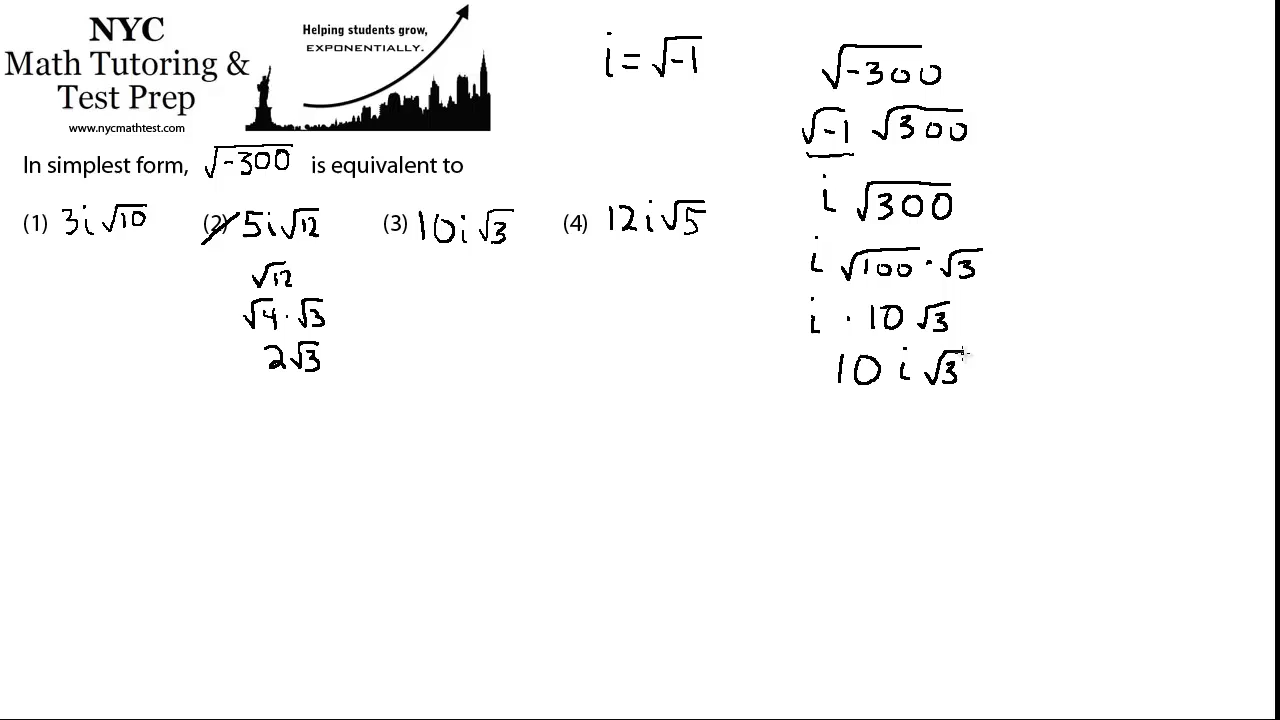 NYC
Math Tutoring &
Test Prep
www.nycmathtest.com
Helping students grow,
EXPONENTIALLY.
In simplest form, √-300 is equivalent to
(1) 3i√10 (2) 5i√12 (3) 10i√3 (4) 12i√5
√12
√4 · √3
2√3
i = √-1
√-300
√-1 √300
i √300
i √100 · √3
i · 10 √3
10 i √3